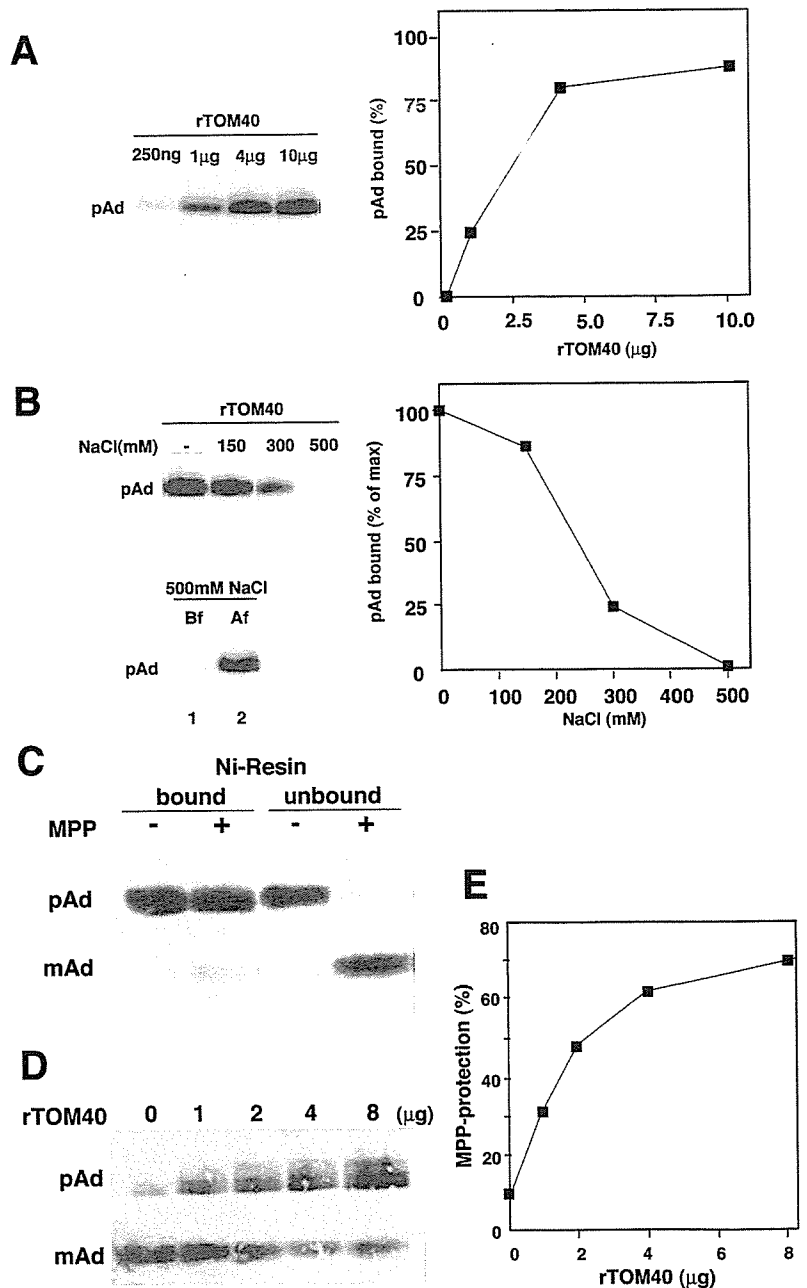 A
rTOM40
250ng 1µg 4µg 10µg
pAd
pAd bound (%)
100
75
50
25
0
0 2.5 5.0 7.5 10.0
rTOM40 (µg)
B
rTOM40
NaCl(mM) - 150 300 500
pAd
500mM NaCl
Bf Af
pAd
1 2
pAd bound (% of max)
100
75
50
25
0
0 100 200 300 400 500
NaCl (mM)
C
Ni-Resin
bound unbound
MPP - + - +
pAd
mAd
D
rTOM40 0 1 2 4 8 (µg)
pAd
mAd
E
MPP-protection (%)
80
60
40
20
0
0 2 4 6 8
rTOM40 (µg)